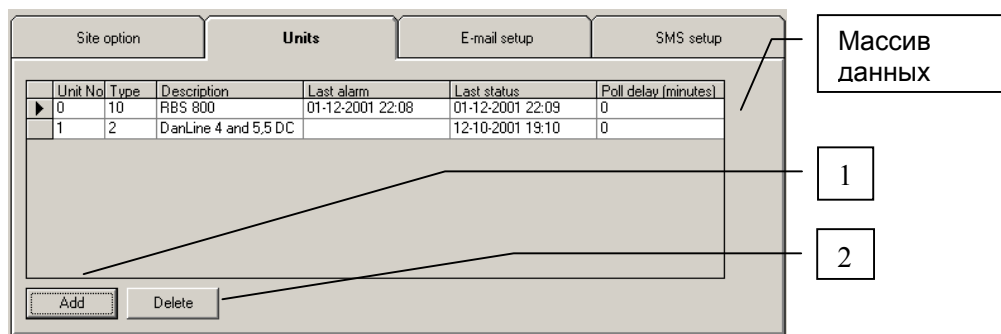 Site option Units E-mail setup SMS setup
Массив
данных
Unit No Type Description Last alarm Last status Poll delay (minutes)
0 10 RBS 800 01-12-2001 22:08 01-12-2001 22:09 0
1 2 DanLine 4 and 5,5 DC 12-10-2001 19:10 0
1
2
Add Delete